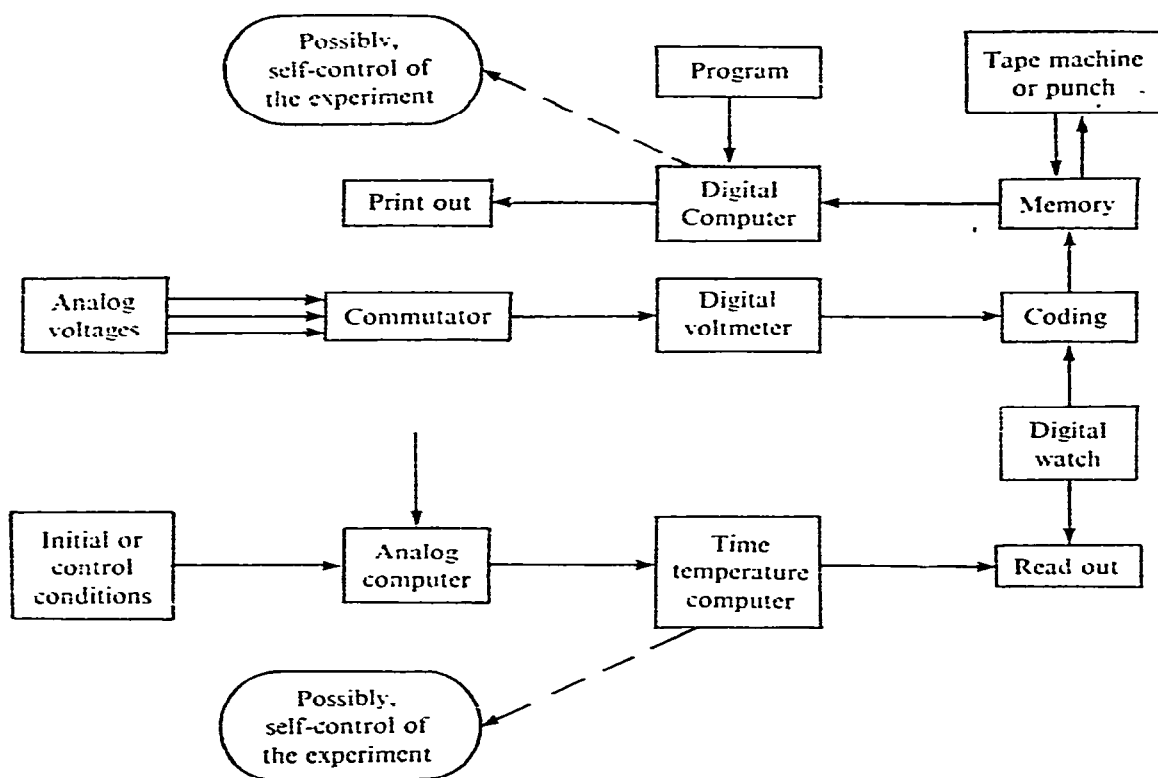 Possibly,
self-control of
the experiment
Program
Tape machine
or punch
Print out
Digital
Computer
Memory
Analog
voltages
Commutator
Digital
voltmeter
Coding
Digital
watch
Initial or
control
conditions
Analog
computer
Time
temperature
computer
Read out
Possibly,
self-control of
the experiment